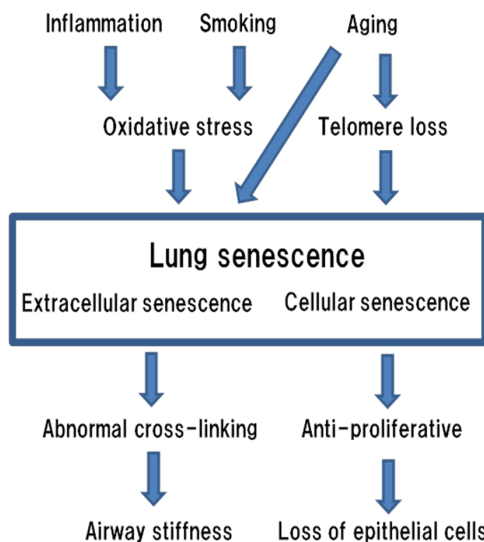 Inflammation Smoking Aging
Oxidative stress Telomere loss
Lung senescence
Extracellular senescence Cellular senescence
Abnormal cross-linking Anti-proliferative
Airway stiffness Loss of epithelial cells